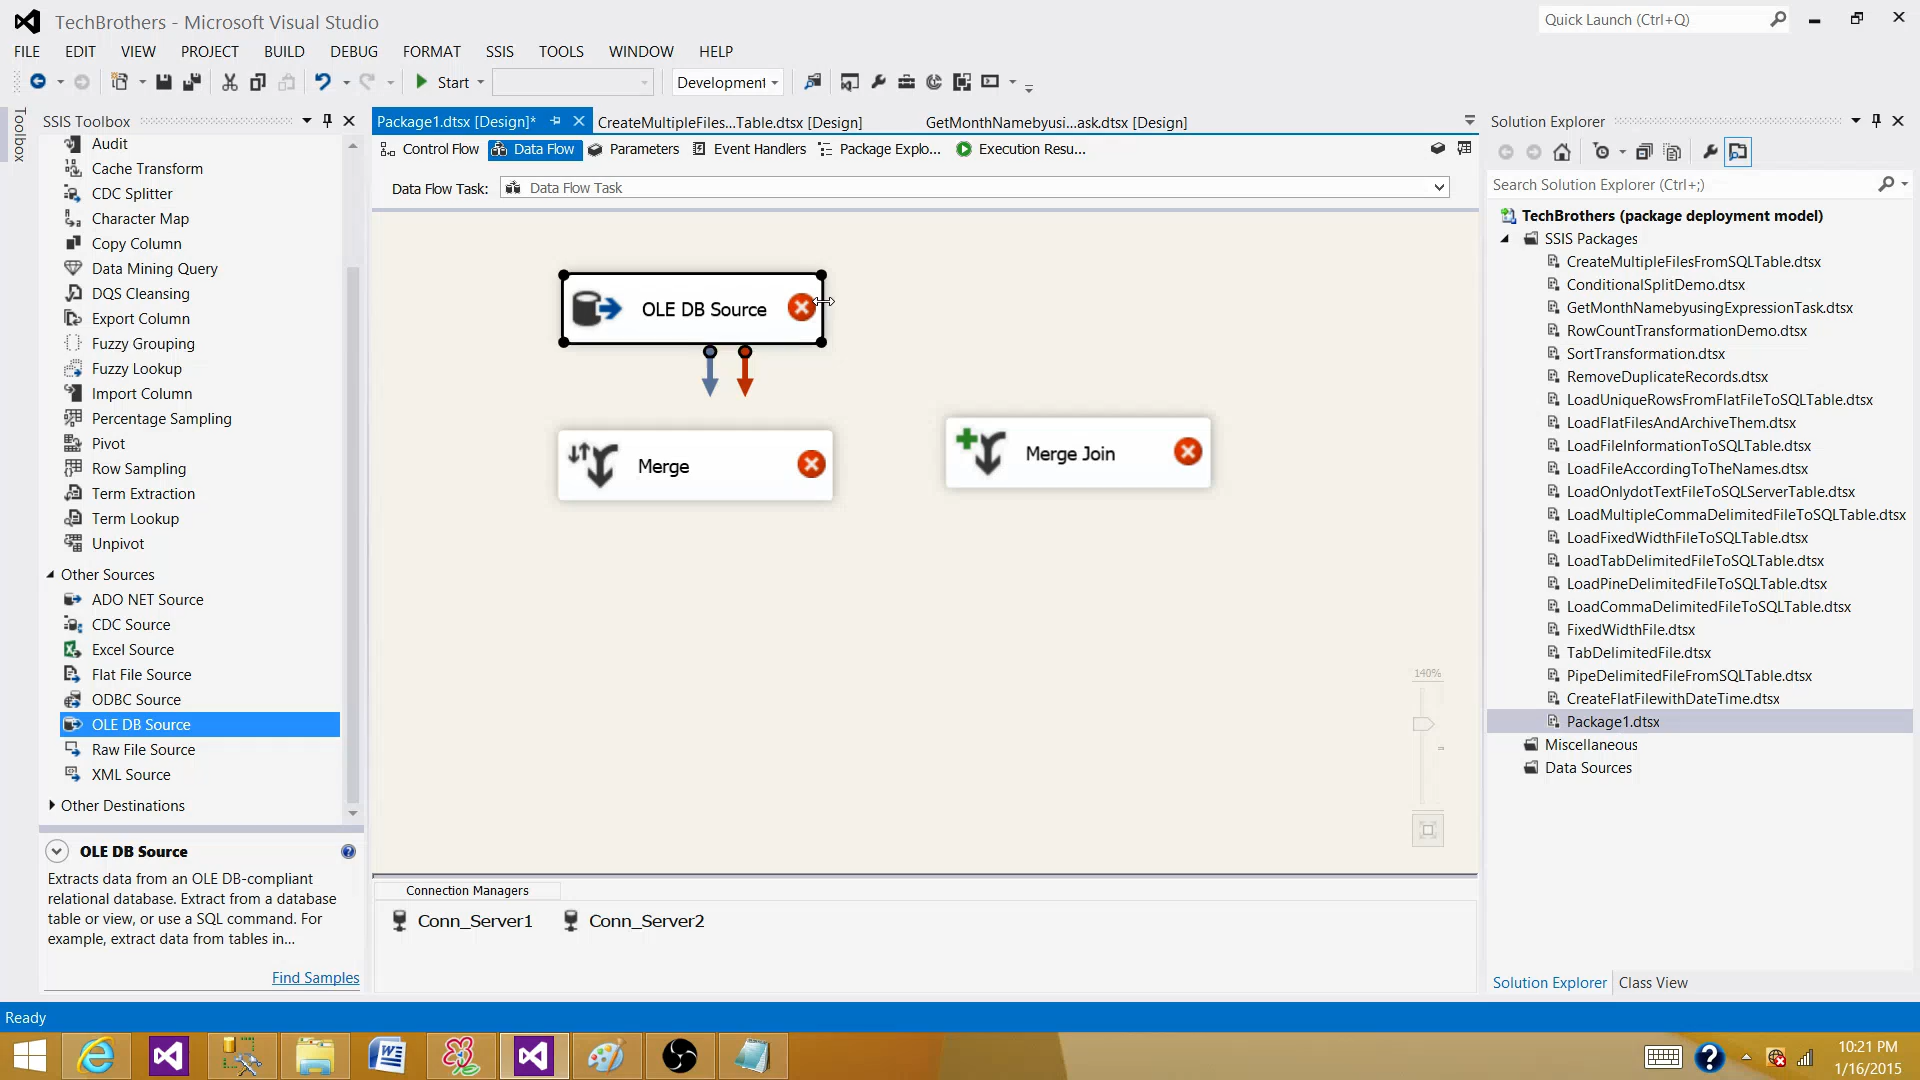 TechBrothers - Microsoft Visual Studio
Quick Launch (Ctrl+Q)
FILE EDIT VIEW PROJECT BUILD DEBUG FORMAT SSIS TOOLS WINDOW HELP
Start
Development
Toolbox
SSIS Toolbox
Audit
Cache Transform
CDC Splitter
Character Map
Copy Column
Data Mining Query
DQS Cleansing
Export Column
Fuzzy Grouping
Fuzzy Lookup
Import Column
Percentage Sampling
Pivot
Row Sampling
Term Extraction
Term Lookup
Unpivot
Other Sources
ADO NET Source
CDC Source
Excel Source
Flat File Source
ODBC Source
OLE DB Source
Raw File Source
XML Source
Other Destinations
OLE DB Source
Extracts data from an OLE DB-compliant
relational database. Extract from a database
table or view, or use a SQL command. For
example, extract data from tables in...
Find Samples
Package1.dtsx [Design]* CreateMultipleFiles...Table.dtsx [Design] GetMonthNamebyusi...ask.dtsx [Design]
Control Flow Data Flow Parameters Event Handlers Package Explo... Execution Resu...
Data Flow Task: Data Flow Task
OLE DB Source
Merge
Merge Join
140%
Connection Managers
Conn_Server1 Conn_Server2
Solution Explorer
Search Solution Explorer (Ctrl+;)
TechBrothers (package deployment model)
SSIS Packages
CreateMultipleFilesFromSQLTable.dtsx
ConditionalSplitDemo.dtsx
GetMonthNamebyusingExpressionTask.dtsx
RowCountTransformationDemo.dtsx
SortTransformation.dtsx
RemoveDuplicateRecords.dtsx
LoadUniqueRowsFromFlatFileToSQLTable.dtsx
LoadFlatFilesAndArchiveThem.dtsx
LoadFileInformationToSQLTable.dtsx
LoadFileAccordingToTheNames.dtsx
LoadOnlydotTextFileToSQLServerTable.dtsx
LoadMultipleCommaDelimitedFileToSQLTable.dtsx
LoadFixedWidthFileToSQLTable.dtsx
LoadTabDelimitedFileToSQLTable.dtsx
LoadPineDelimitedFileToSQLTable.dtsx
LoadCommaDelimitedFileToSQLTable.dtsx
FixedWidthFile.dtsx
TabDelimitedFile.dtsx
PipeDelimitedFileFromSQLTable.dtsx
CreateFlatFilewithDateTime.dtsx
Package1.dtsx
Miscellaneous
Data Sources
Solution Explorer Class View
Ready
10:21 PM
1/16/2015